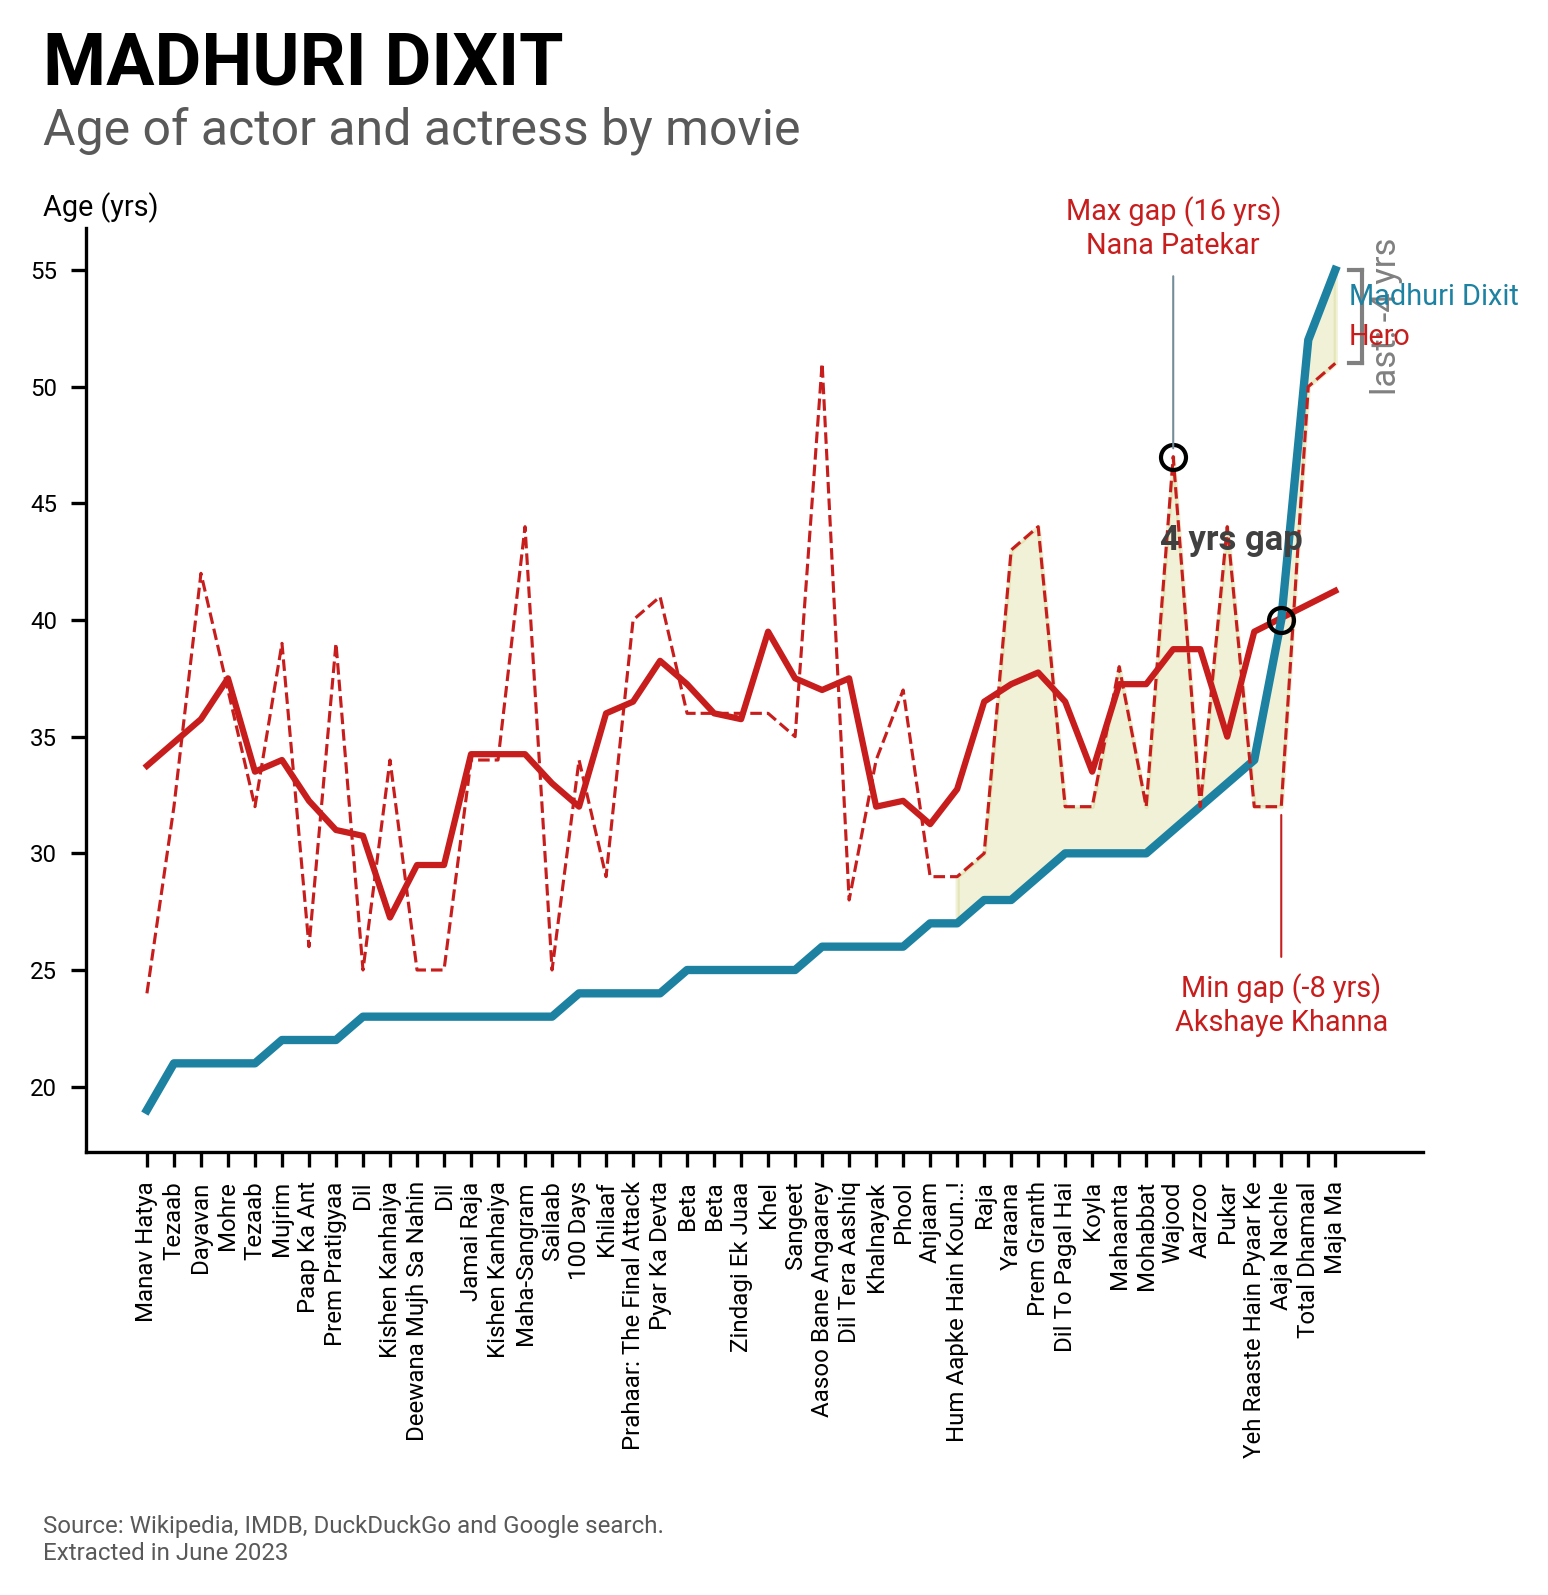 MADHURI DIXIT
Age of actor and actress by movie
Age (yrs)
Max gap (16 yrs)
Nana Patekar
55
50
45
40
35
30
25
20
last: -4 yrs
Madhuri Dixit
Hero
4 yrs gap
Min gap (-8 yrs)
Akshaye Khanna
Manav Hatya
Tezaab
Dayavan
Mohre
Tezaab
Mujrim
Paap Ka Ant
Prem Pratigyaa
Dil
Kishen Kanhaiya
Deewana Mujh Sa Nahin
Dil
Jamai Raja
Kishen Kanhaiya
Maha-Sangram
Sailaab
100 Days
Khilaaf
Prahaar: The Final Attack
Pyar Ka Devta
Beta
Beta
Zindagi Ek Juaa
Khel
Sangeet
Aasoo Bane Angaarey
Dil Tera Aashiq
Khalnayak
Phool
Anjaam
Hum Aapke Hain Koun..!
Raja
Yaraana
Prem Granth
Dil To Pagal Hai
Koyla
Mahaanta
Mohabbat
Wajood
Aarzoo
Pukar
Yeh Raaste Hain Pyaar Ke
Aaja Nachle
Total Dhamaal
Maja Ma
Source: Wikipedia, IMDB, DuckDuckGo and Google search.
Extracted in June 2023